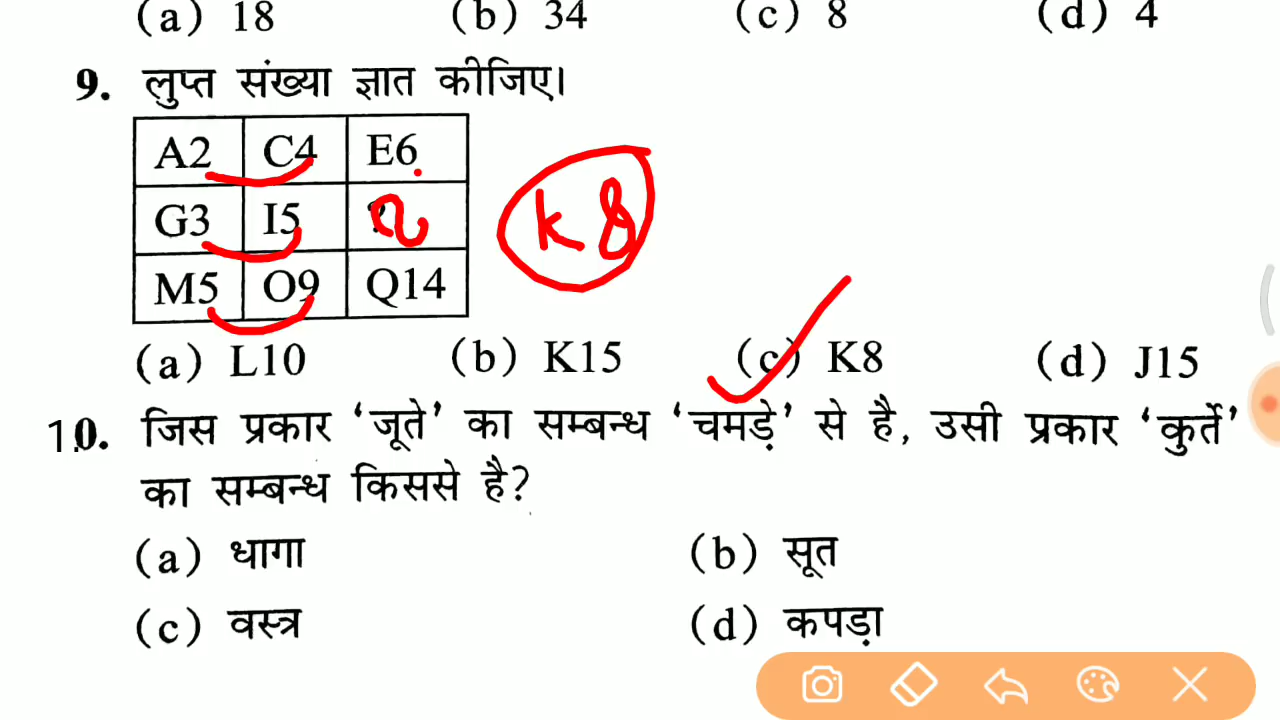 (a) 18 (b) 34 (c) 8 (d) 4
9. लुप्त संख्या ज्ञात कीजिए।
A2 C4 E6
G3 I5 ?
K8
M5 O9 Q14
(a) L10 (b) K15 (c) K8 (d) J15
10. जिस प्रकार ‘जूते’ का सम्बन्ध ‘चमड़े’ से है, उसी प्रकार ‘कुर्ते’
का सम्बन्ध किससे है?
(a) धागा (b) सूत
(c) वस्त्र (d) कपड़ा